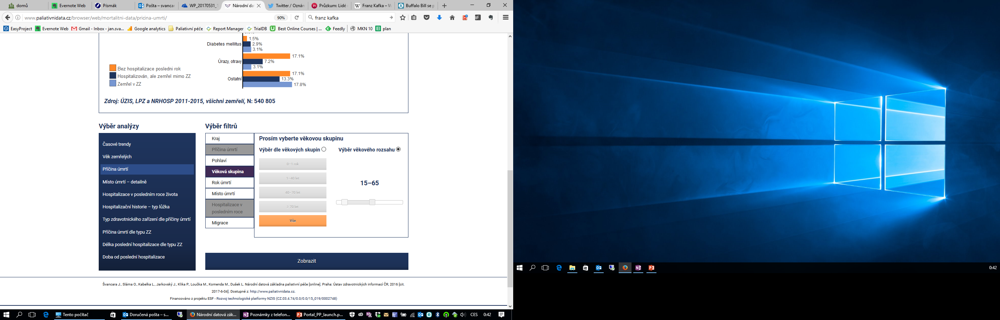 domů
Evernote Web
Písmák
Pošta – svancar
WP_20170531_1
Národní da
Twitter / Oznám
Průzkum: Lidé
Franz Kafka – W
Buffalo Bill se p
www.paliativnidata.cz/browser/web/mortalitni-data/pricina-umrti/
90%
franz kafka
EasyProject
Evernote Web
Gmail - Inbox - jan.sva...
Google analytics
Paliativní péče
Report Manager
TrialDB
Best Online Courses | ...
Feedly
MKN 10
plan
Diabetes mellitus
1.5%
2.9%
3.1%
Úrazy, otravy
17.1%
7.2%
3.1%
Ostatní
17.1%
13.3%
17.8%
Bez hospitalizace posledni rok
Hospitalizován, ale zemřel mimo ZZ
Zemřel v ZZ
Zdroj: ÚZIS, LPZ a NRHOSP 2011-2015, všichni zemřelí, N: 540 805
Výběr analýzy
Časové trendy
Věk zemřelých
Příčina úmrtí
Místo úmrtí – detailně
Hospitalizace v posledním roce života
Hospitalizační historie – typ lůžka
Typ zdravotnického zařízení dle příčiny úmrtí
Příčina úmrtí dle typu ZZ
Délka poslední hospitalizace dle typu ZZ
Doba od poslední hospitalizace
Výběr filtrů
Kraj
Příčina úmrtí
Pohlaví
Věková skupina
Rok úmrtí
Místo úmrtí
Hospitalizace v
posledním roce
Migrace
Prosím vyberte věkovou skupinu
Výběr dle věkových skupin
Výběr věkového rozsahu
0–1 rok
1–40 let
40–70 let
≥ 70 let
Vše
15–65
Zobrazit
Švancara J., Sláma O., Kabelka L., Jarkovský J., Klika P., Loučka M., Komenda M., Dušek L. Národní datová základna paliativní péče [online]. Praha: Ústav zdravotnických informací ČR, 2016 [cit.
2017-6-04]. Dostupné z: http://www.paliativnidata.cz.
Financováno z projektu ESF - Rozvoj technologické platformy NZIS (CZ.03.4.74/0.0/0.0/15_019/0002748)
Tento počítač
Doručená pošta – s...
Národní datová zák...
Poznámky z telefon...
Portal_PP_launch.p...
CES
0:42
0:42